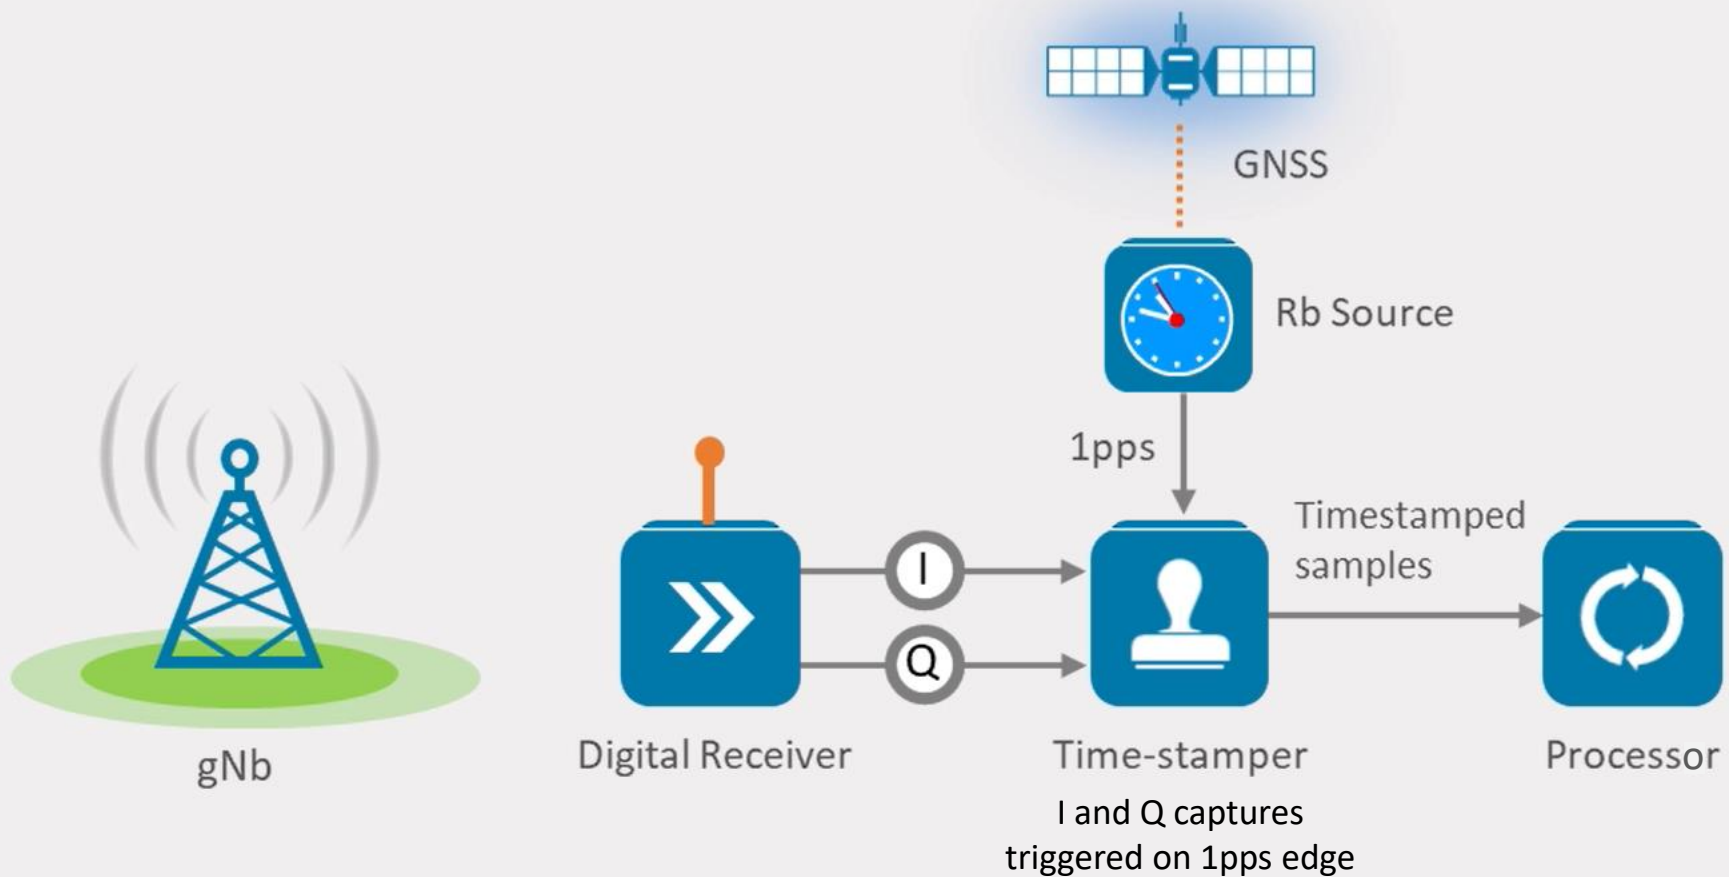 GNSS
Rb Source
1pps
Timestamped
samples
I
Q
gNb
Digital Receiver
Time-stamper
Processor
I and Q captures
triggered on 1pps edge